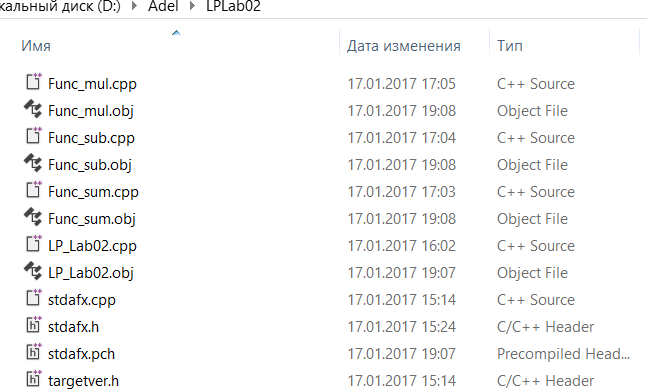 кальный диск (D:) Adel LPLab02
Имя Дата изменения Тип
Func_mul.cpp 17.01.2017 17:05 C++ Source
Func_mul.obj 17.01.2017 19:08 Object File
Func_sub.cpp 17.01.2017 17:04 C++ Source
Func_sub.obj 17.01.2017 19:08 Object File
Func_sum.cpp 17.01.2017 17:03 C++ Source
Func_sum.obj 17.01.2017 19:08 Object File
LP_Lab02.cpp 17.01.2017 16:02 C++ Source
LP_Lab02.obj 17.01.2017 19:07 Object File
stdafx.cpp 17.01.2017 15:14 C++ Source
stdafx.h 17.01.2017 15:24 C/C++ Header
stdafx.pch 17.01.2017 19:07 Precompiled Head...
targetver.h 17.01.2017 15:14 C/C++ Header